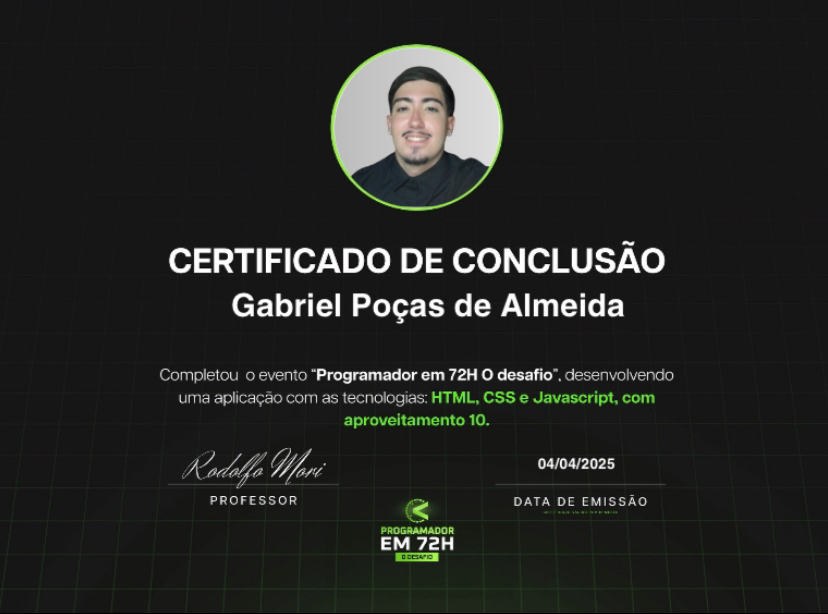 CERTIFICADO DE CONCLUSÃO
Gabriel Poças de Almeida
Completou o evento “Programador em 72H O desafio”, desenvolvendo
uma aplicação com as tecnologias: HTML, CSS e Javascript, com
aproveitamento 10.
Rodolfo Mori
PROFESSOR
04/04/2025
DATA DE EMISSÃO
PROGRAMADOR
EM 72H
O DESAFIO